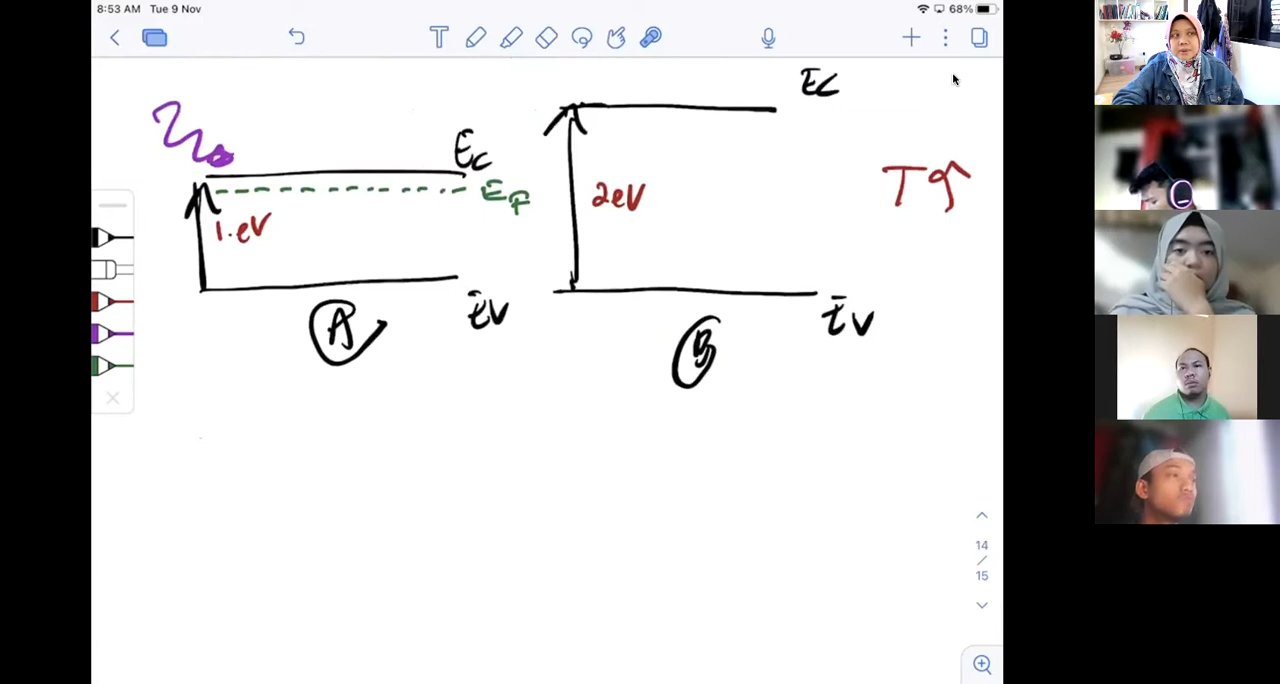 8:53 AM Tue 9 Nov
68%
T
Ec
EF
1.eV
Ev
A
Ec
2eV
T↑
Ev
B
14
/
15